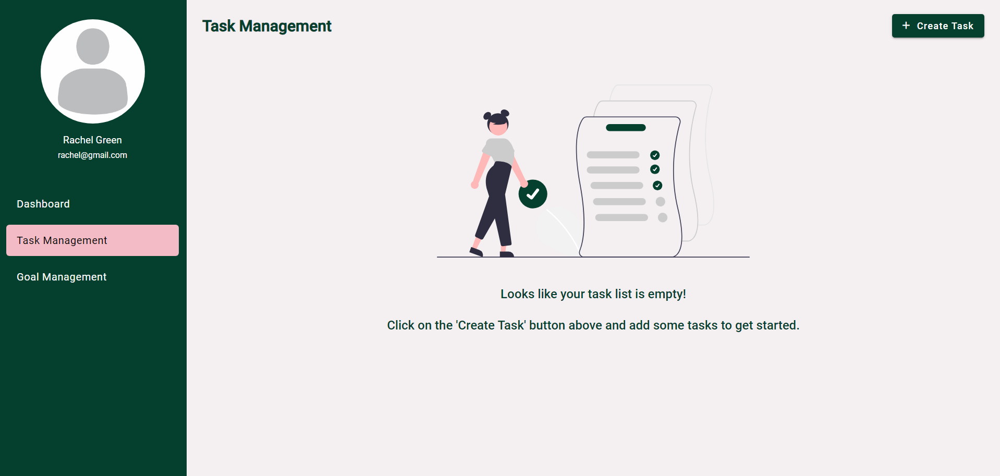 Rachel Green
rachel@gmail.com
Dashboard
Task Management
Goal Management
Task Management
+ Create Task
Looks like your task list is empty!
Click on the 'Create Task' button above and add some tasks to get started.